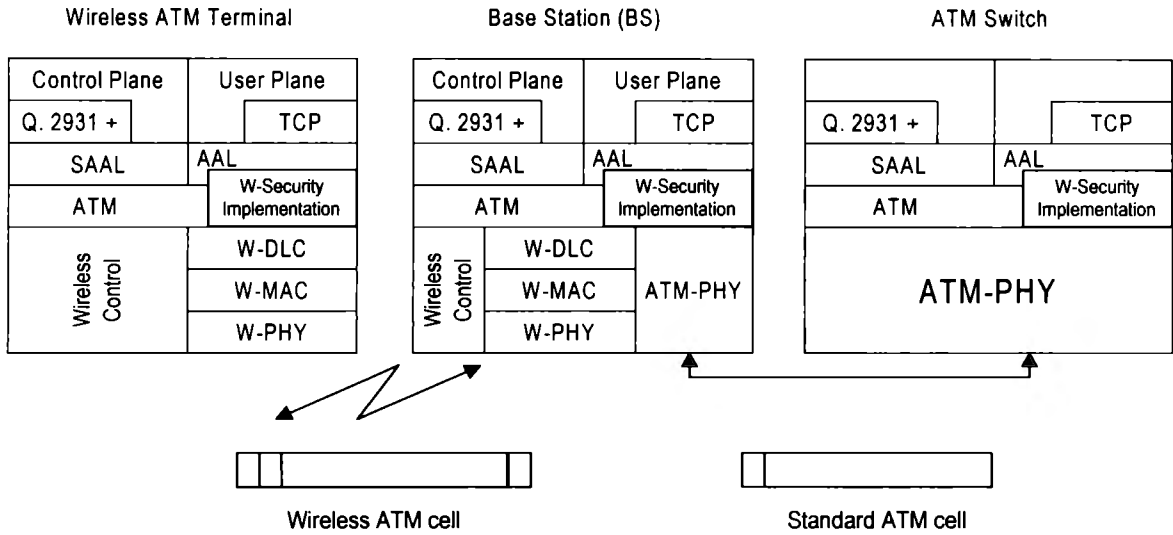 Wireless ATM Terminal
Base Station (BS)
ATM Switch
Control Plane
User Plane
Q. 2931 +
TCP
SAAL
AAL
W-Security
Implementation
ATM
Wireless
Control
W-DLC
W-MAC
W-PHY
Control Plane
User Plane
Q. 2931 +
TCP
SAAL
AAL
W-Security
Implementation
ATM
Wireless
Control
W-DLC
W-MAC
W-PHY
ATM-PHY
Q. 2931 +
TCP
SAAL
AAL
W-Security
Implementation
ATM
ATM-PHY
Wireless ATM cell
Standard ATM cell